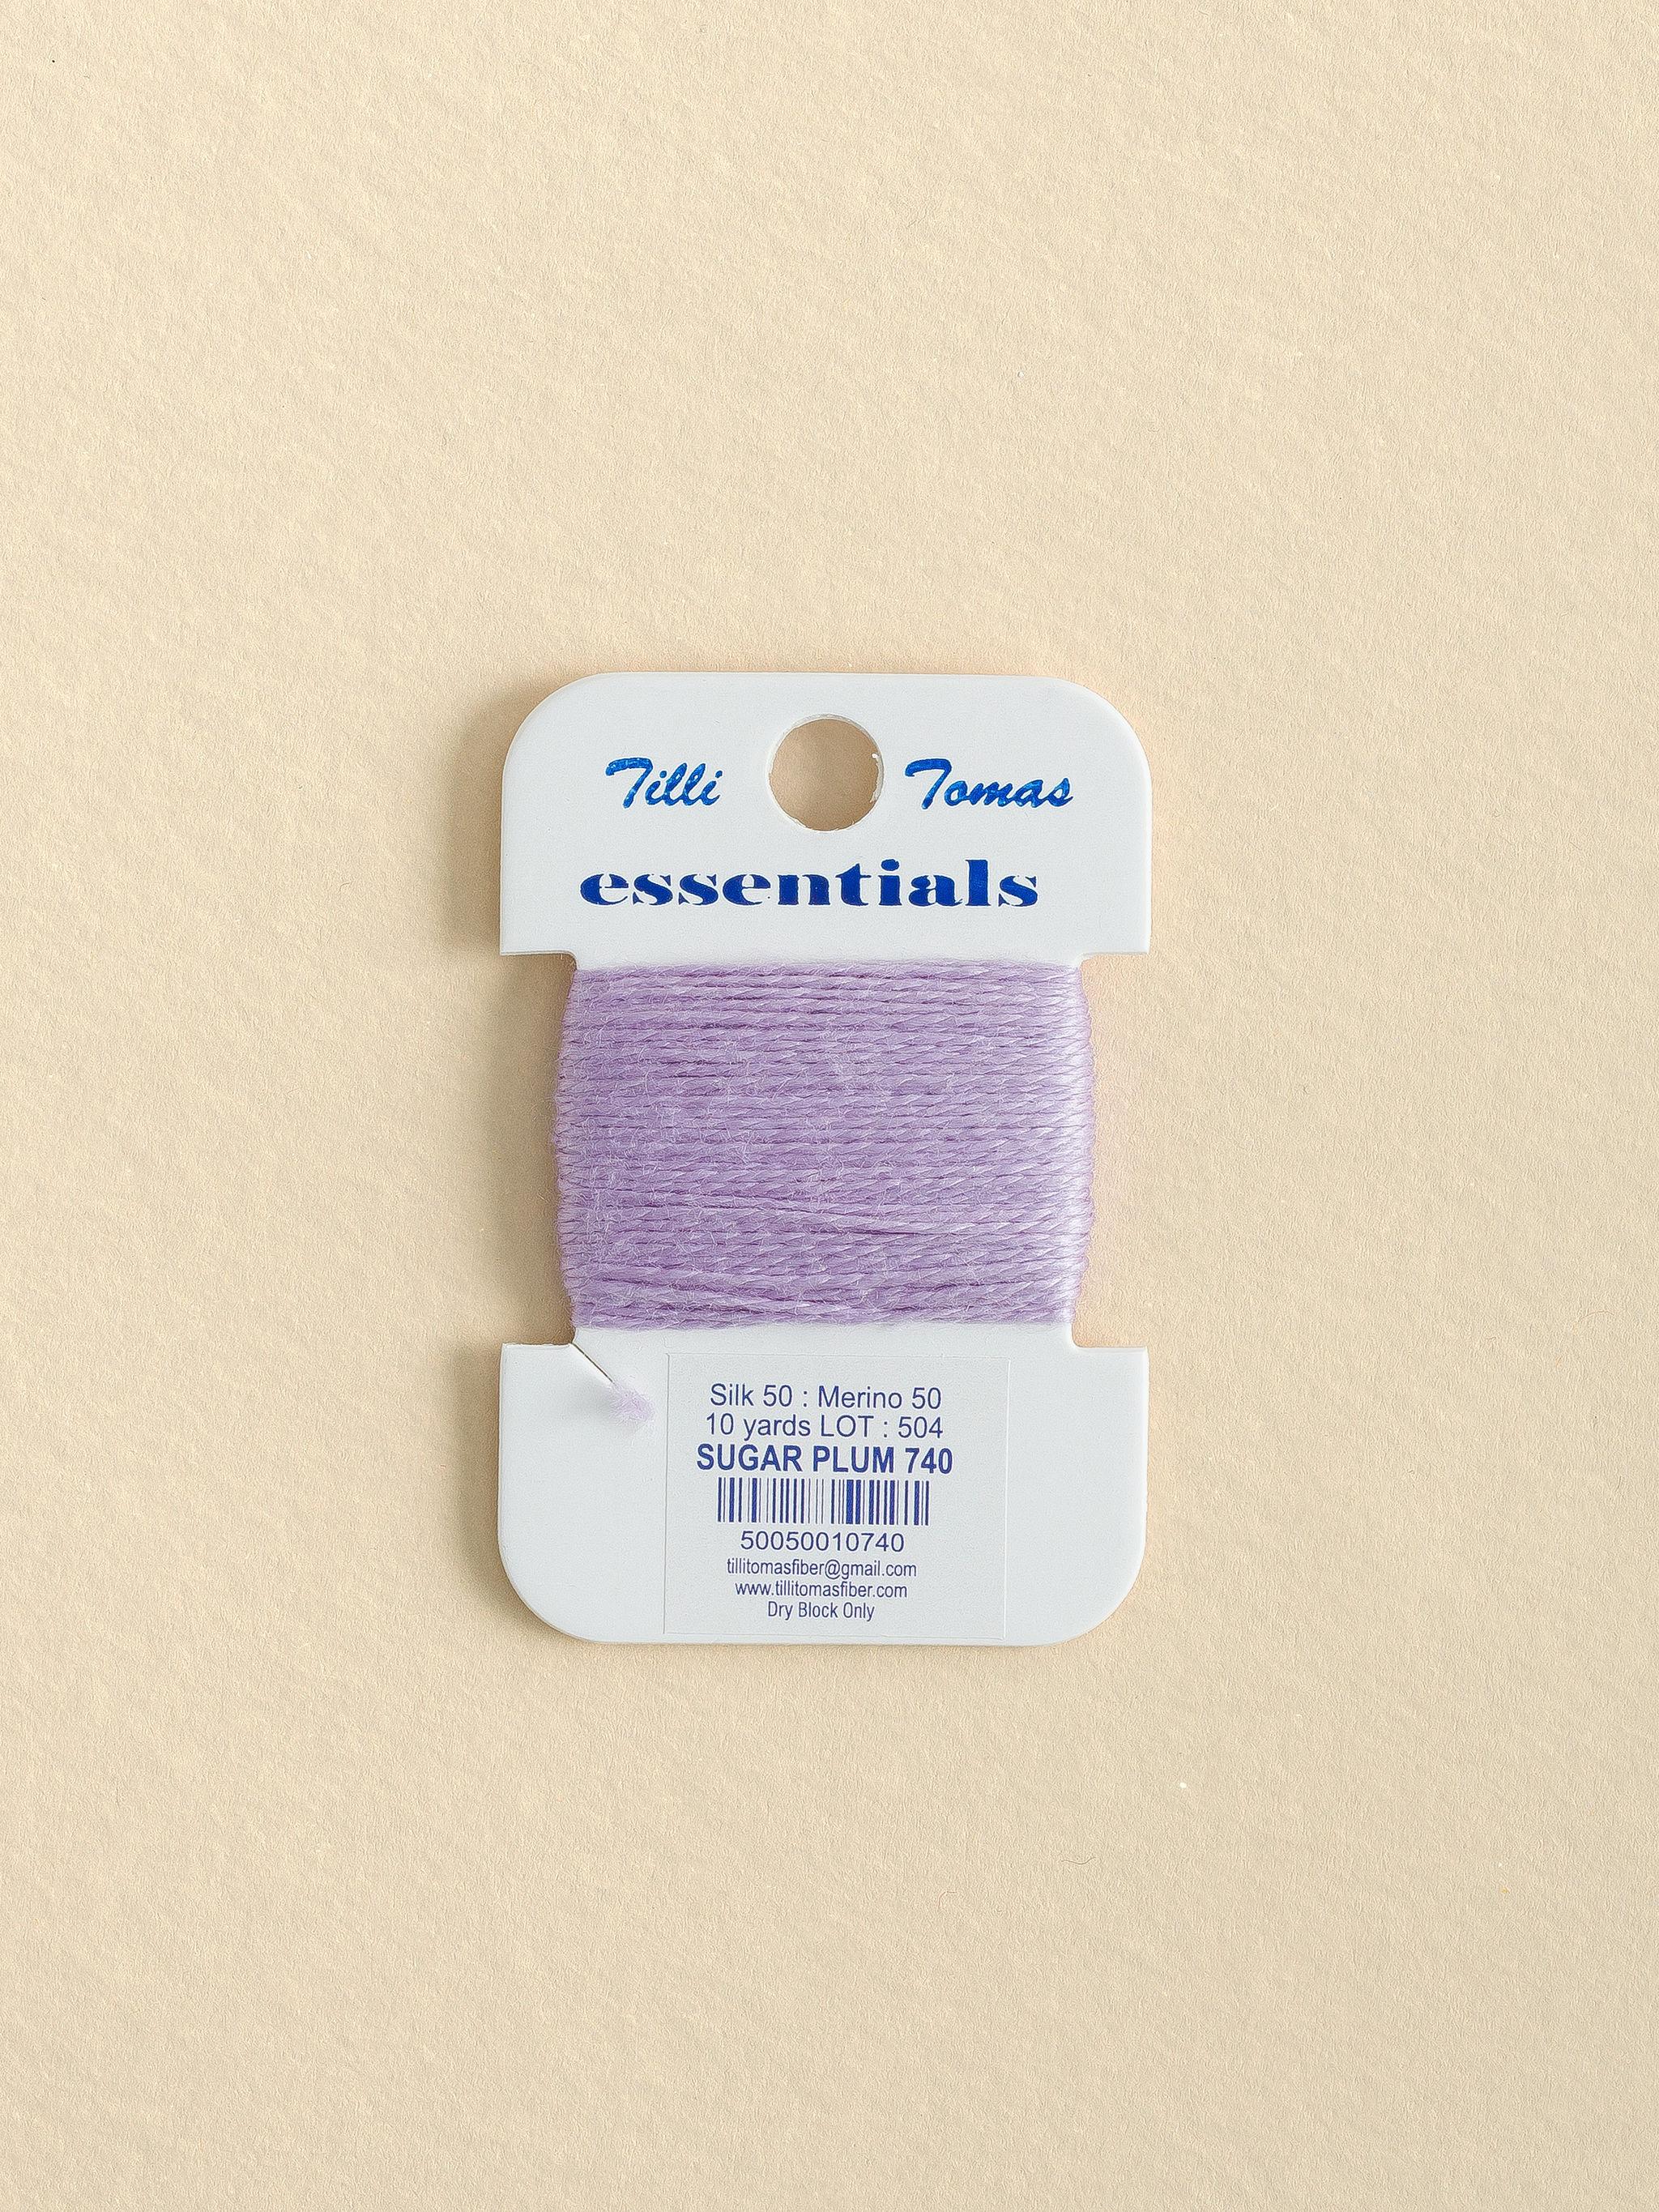 Tilli Tomas
essentials
Silk 50 : Merino 50
10 yards LOT : 504
SUGAR PLUM 740
50050010740
tillitomasfiber@gmail.com
www.tillitomasfiber.com
Dry Block Only